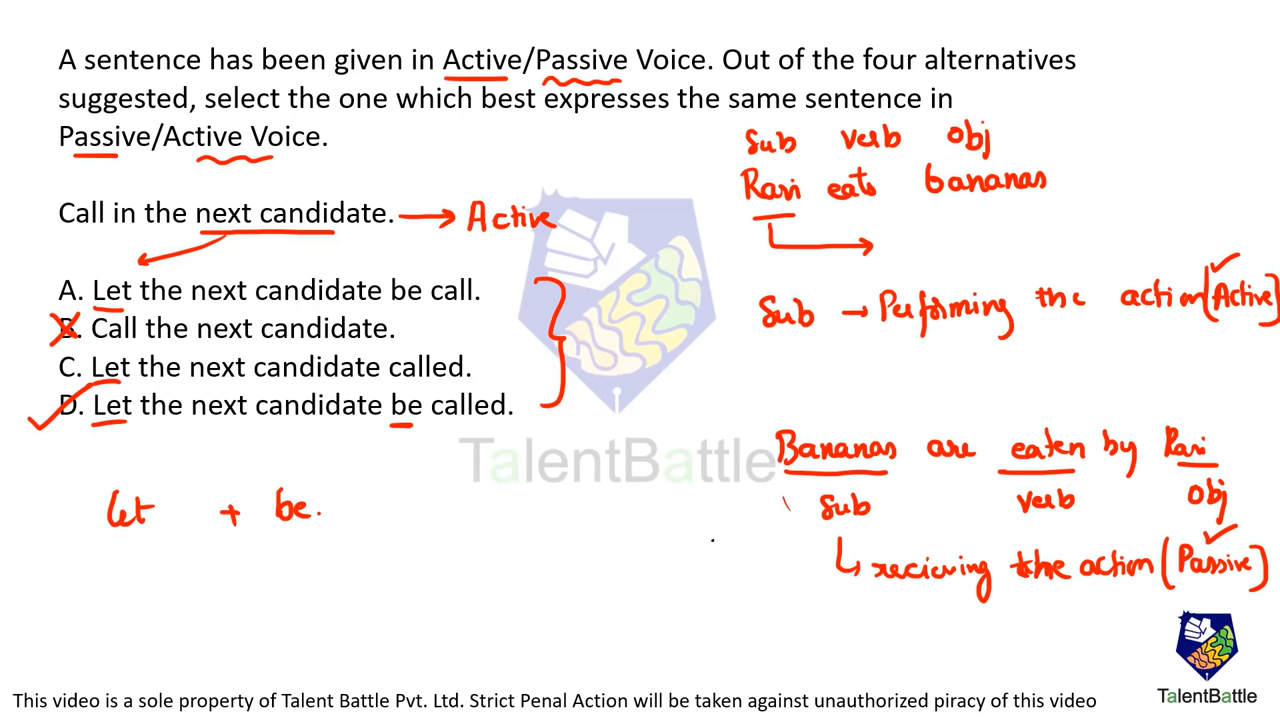 A sentence has been given in Active/Passive Voice. Out of the four alternatives
suggested, select the one which best expresses the same sentence in
Passive/Active Voice.
Sub verb Obj
Ravi eats bananas
Call in the next candidate. → Active
A. Let the next candidate be call.
B. Call the next candidate.
C. Let the next candidate called.
D. Let the next candidate be called.
Sub → Performing the action (Active)
TalentBattle
Bananas are eaten by Ravi
Sub verb Obj
recieving the action (Passive)
Let + be.
TalentBattle
This video is a sole property of Talent Battle Pvt. Ltd. Strict Penal Action will be taken against unauthorized piracy of this video